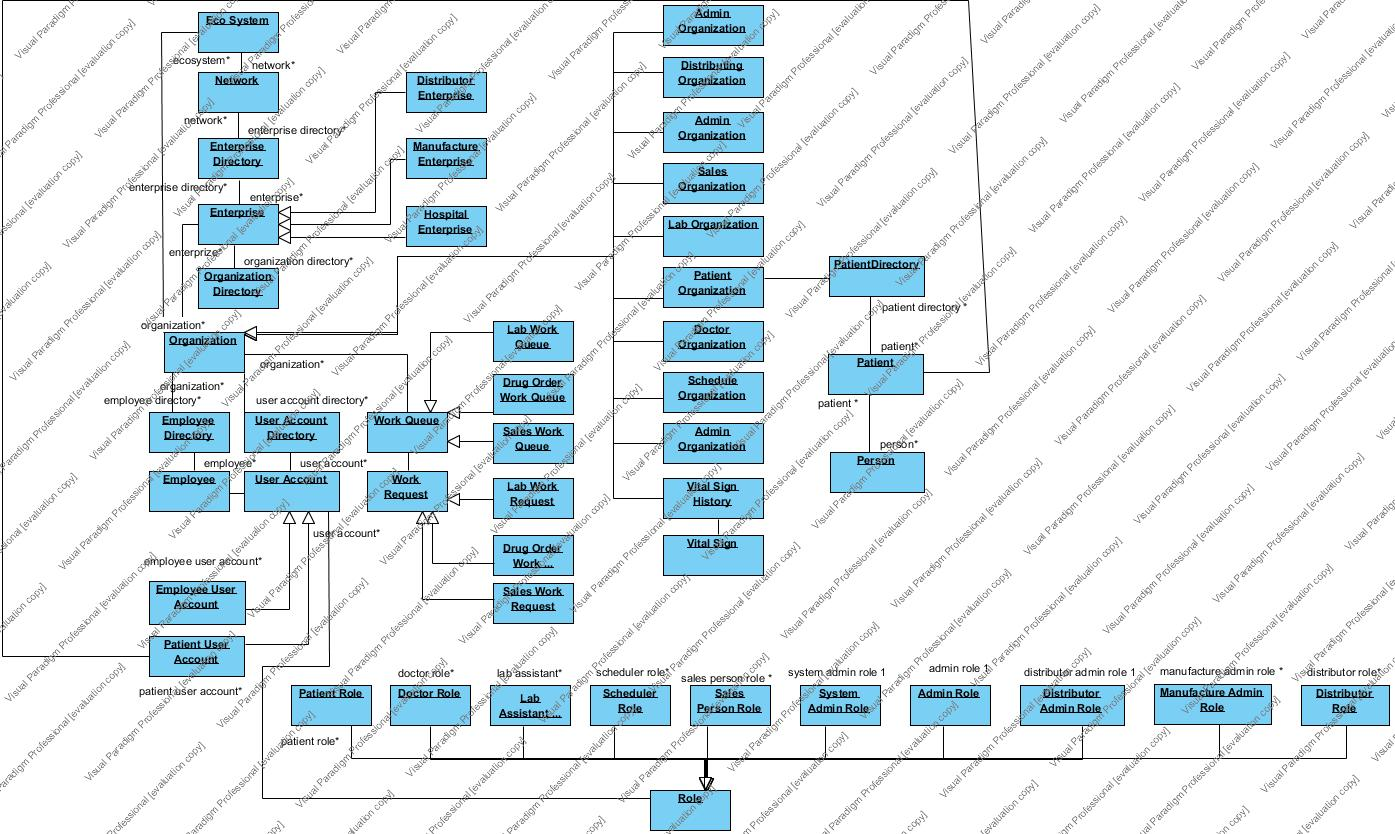 Eco System
ecosystem*
network*
Network
network*
enterprise directory*
Enterprise
Directory
enterprise directory*
enterprise*
Enterprise
enterprize*
organization directory*
Organization
Directory
organization*
Organization
organization*
organization*
employee directory*
user account directory*
Employee
Directory
User Account
Directory
Work Queue
employee*
user account*
Employee
User Account
Work
Request
user account*
employee user account*
Employee User
Account
Patient User
Account
patient user account*
Distributor
Enterprise
Manufacture
Enterprise
Hospital
Enterprise
Lab Work
Queue
Drug Order
Work Queue
Sales Work
Queue
Lab Work
Request
Drug Order
Work ...
Sales Work
Request
Admin
Organization
Distributing
Organization
Admin
Organization
Sales
Organization
Lab Organization
Patient
Organization
Doctor
Organization
Schedule
Organization
Admin
Organization
Vital Sign
History
Vital Sign
PatientDirectory
patient directory *
patient*
Patient
patient *
person*
Person
doctor role*
lab assistant*
scheduler role*
sales person role *
system admin role 1
admin role 1
distributor admin role 1
manufacture admin role *
distributor role*
Patient Role
Doctor Role
Lab
Assistant ...
Scheduler
Role
Sales
Person Role
System
Admin Role
Admin Role
Distributor
Admin Role
Manufacture Admin
Role
Distributor
Role
patient role*
Role
Visual Paradigm Professional [evaluation copy]